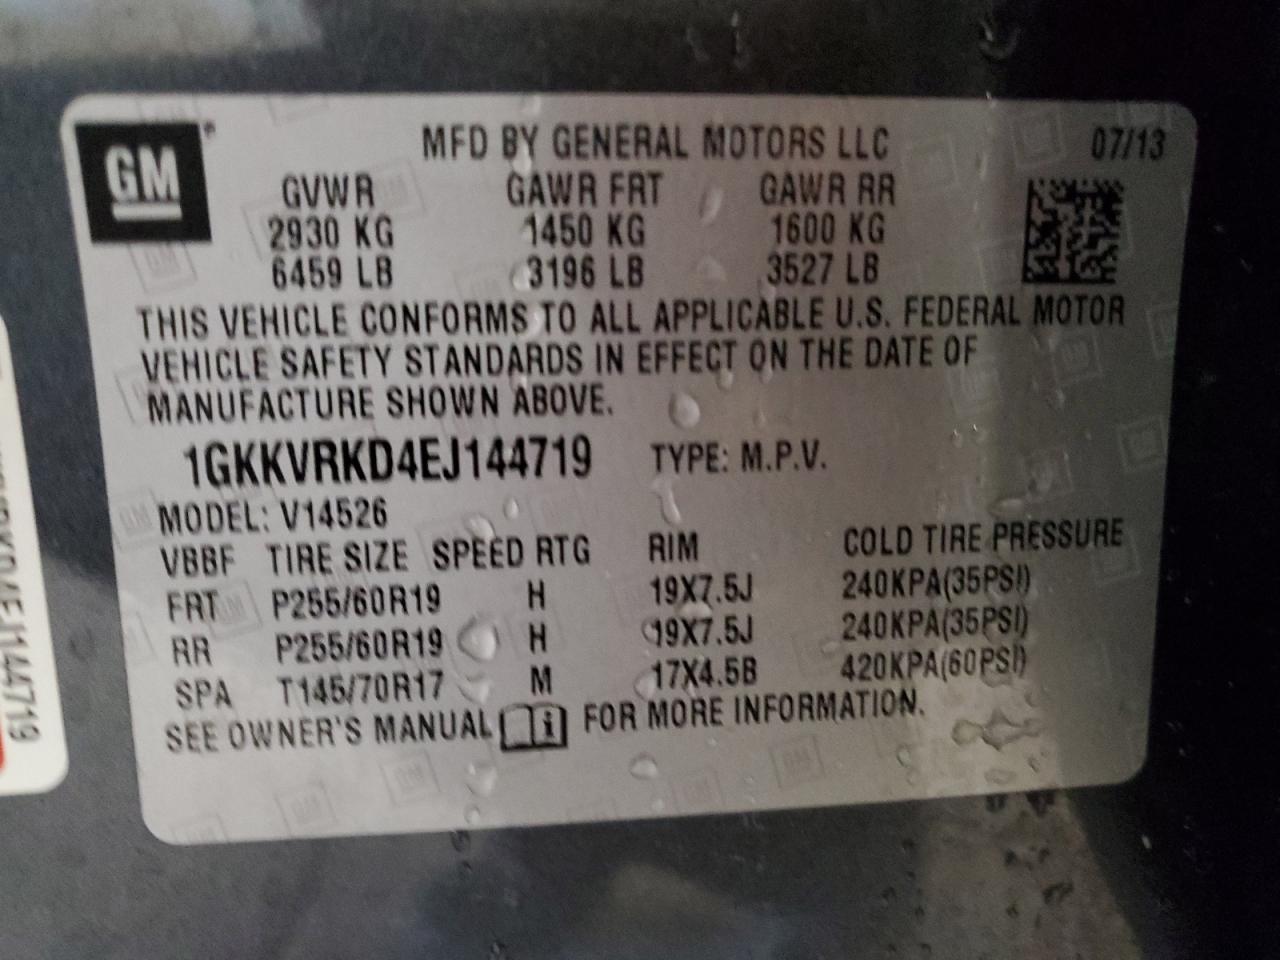 GM MFD BY GENERAL MOTORS LLC 07/13
GVWR GAWR FRT GAWR RR
2930 KG 1450 KG 1600 KG
6459 LB 3196 LB 3527 LB
THIS VEHICLE CONFORMS TO ALL APPLICABLE U.S. FEDERAL MOTOR
VEHICLE SAFETY STANDARDS IN EFFECT ON THE DATE OF
MANUFACTURE SHOWN ABOVE.
1GKKVRKD4EJ144719 TYPE: M.P.V.
MODEL: V14526
VBBF TIRE SIZE SPEED RTG RIM COLD TIRE PRESSURE
FRT P255/60R19 H 19X7.5J 240KPA(35PSI)
RR P255/60R19 H 19X7.5J 240KPA(35PSI)
SPA T145/70R17 M 17X4.5B 420KPA(60PSI)
SEE OWNER'S MANUAL FOR MORE INFORMATION.